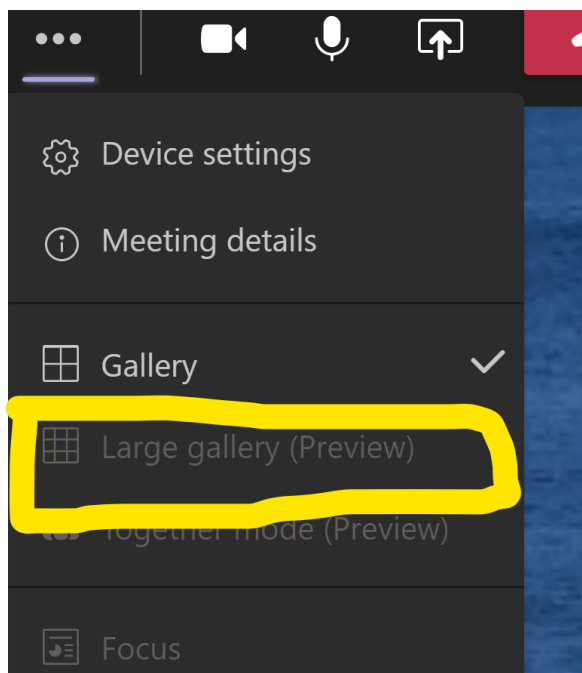 Device settings
Meeting details
Gallery
Large gallery (Preview)
Together mode (Preview)
Focus